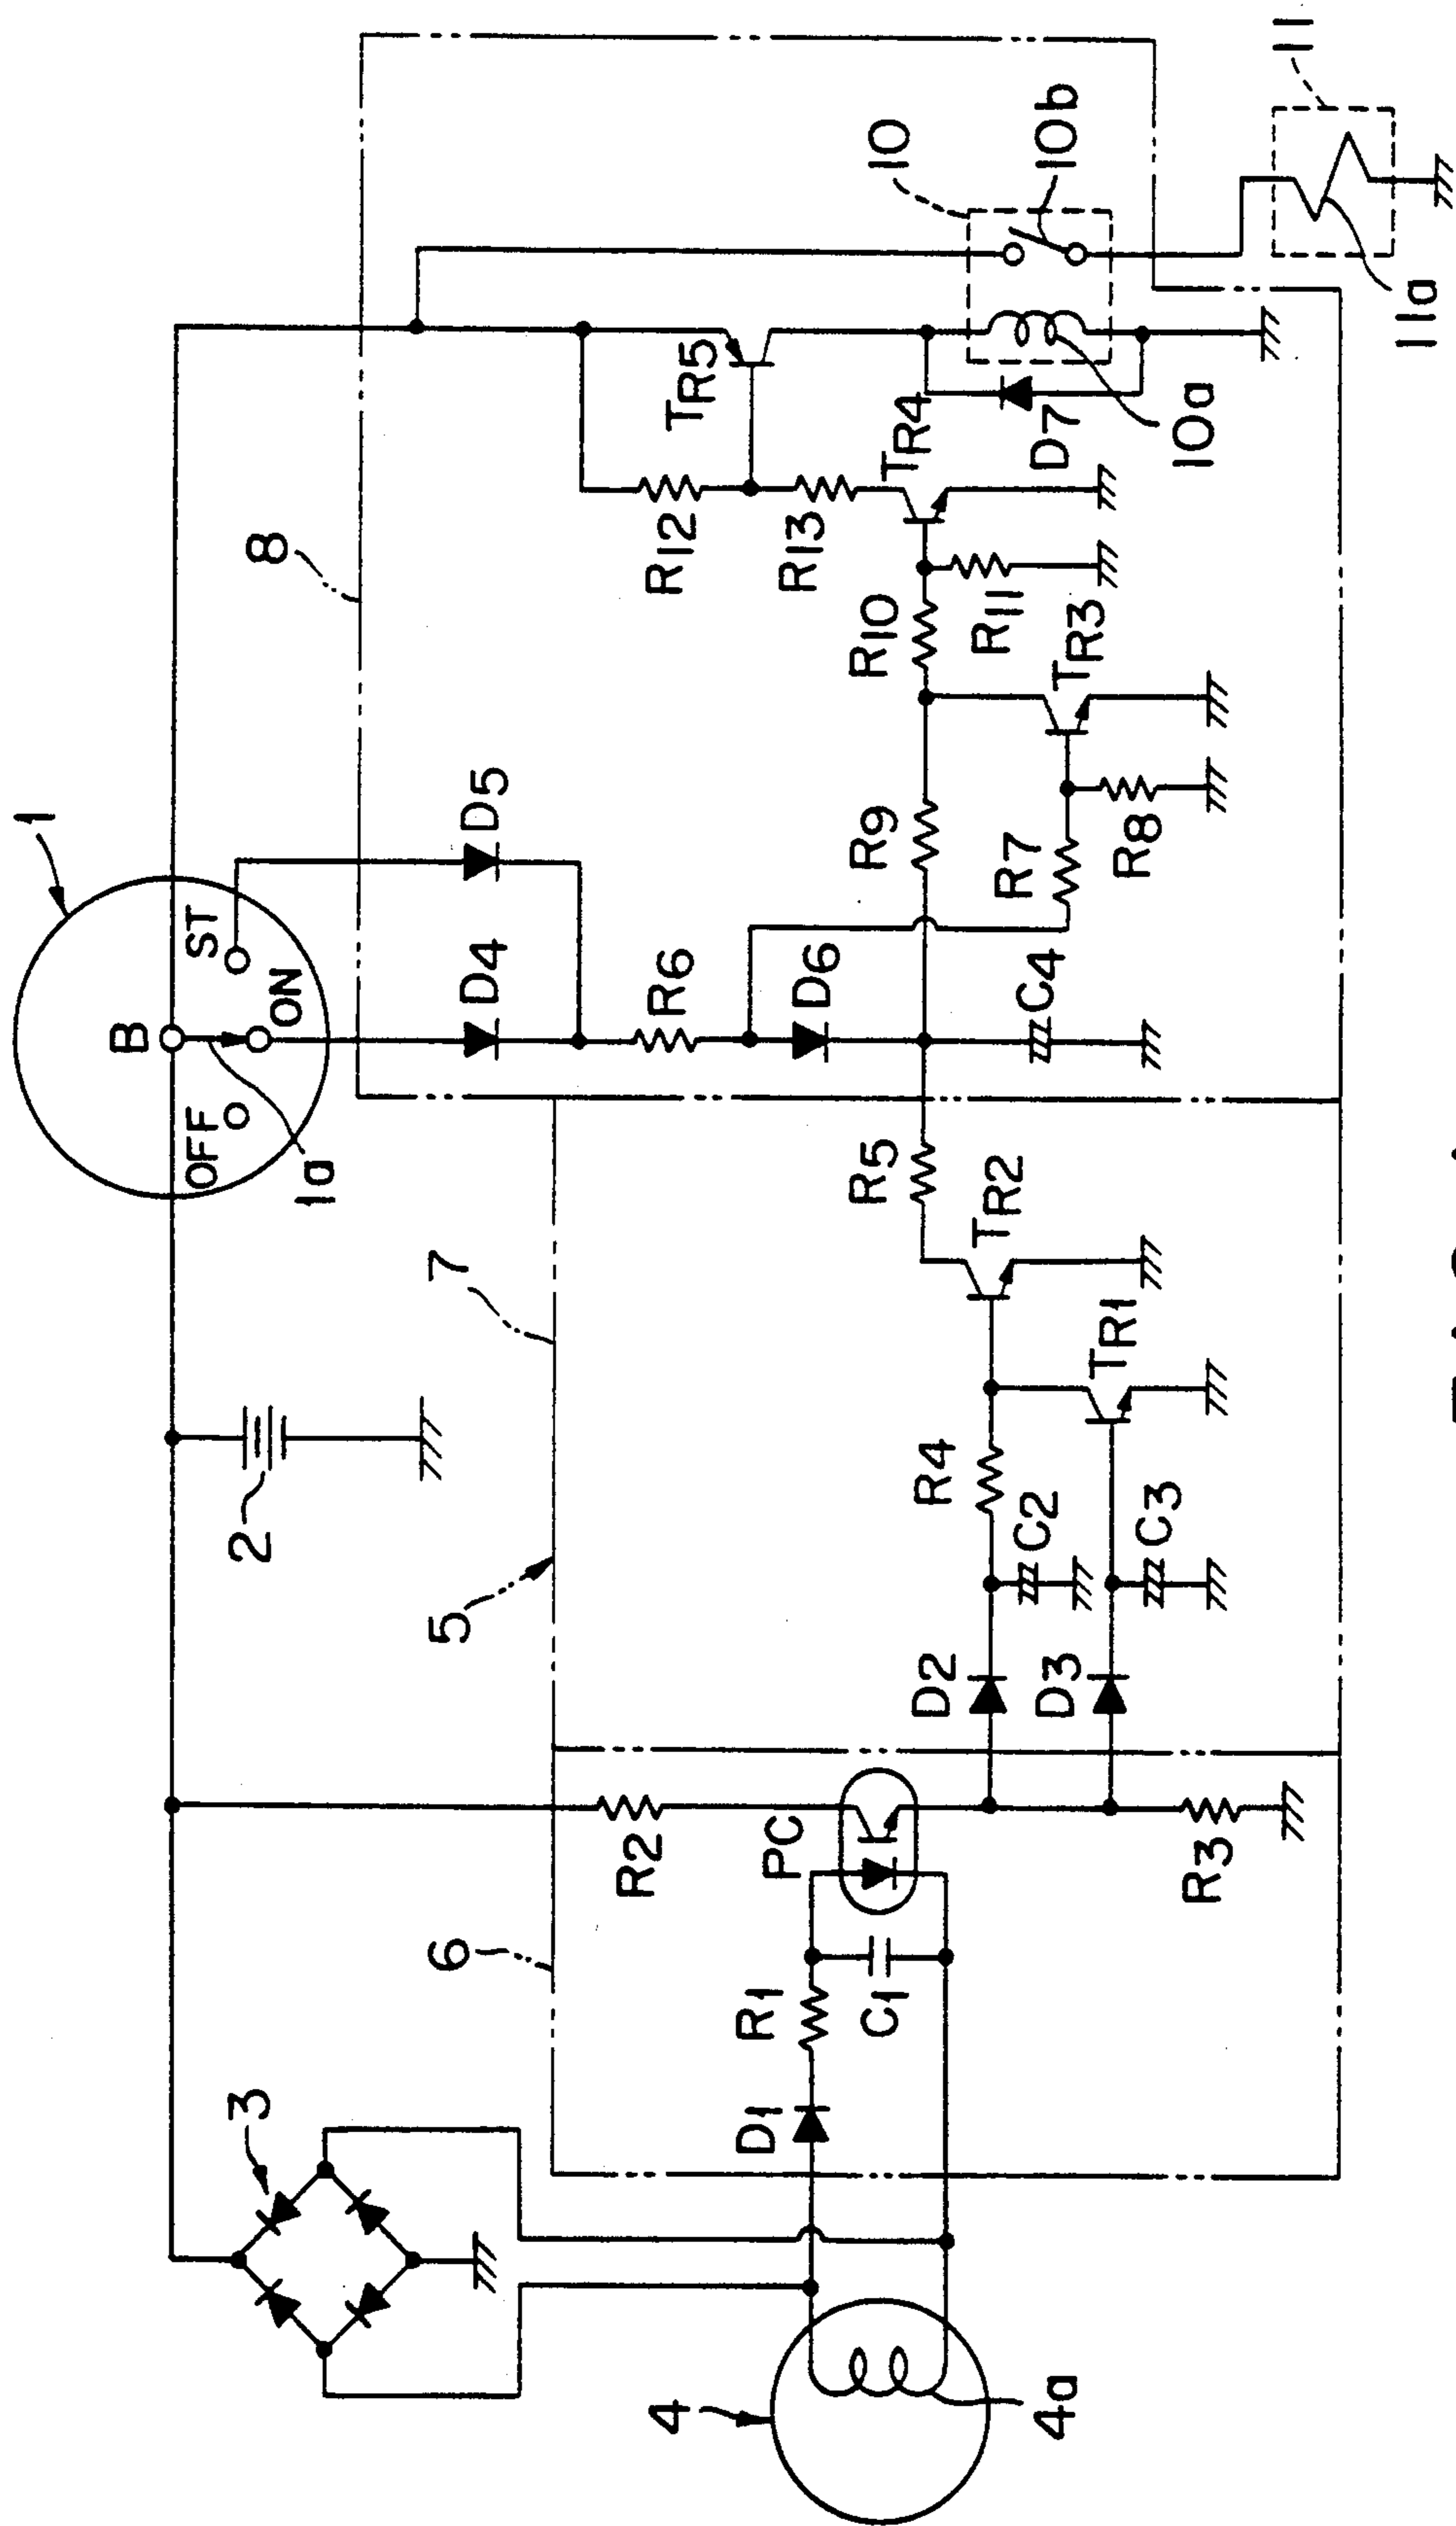 1
B
ST
OFF
ON
1a
2
3
8
D4
D5
7
5
6
R6
R12
TR5
R2
PC
D6
R13
TR4
10
10b
D1
R1
C1
R5
R9
R10
R11
D7
10a
11
11a
4
4a
D2
R4
C2
TR2
C4
R7
R8
TR3
D3
C3
TR1
R3